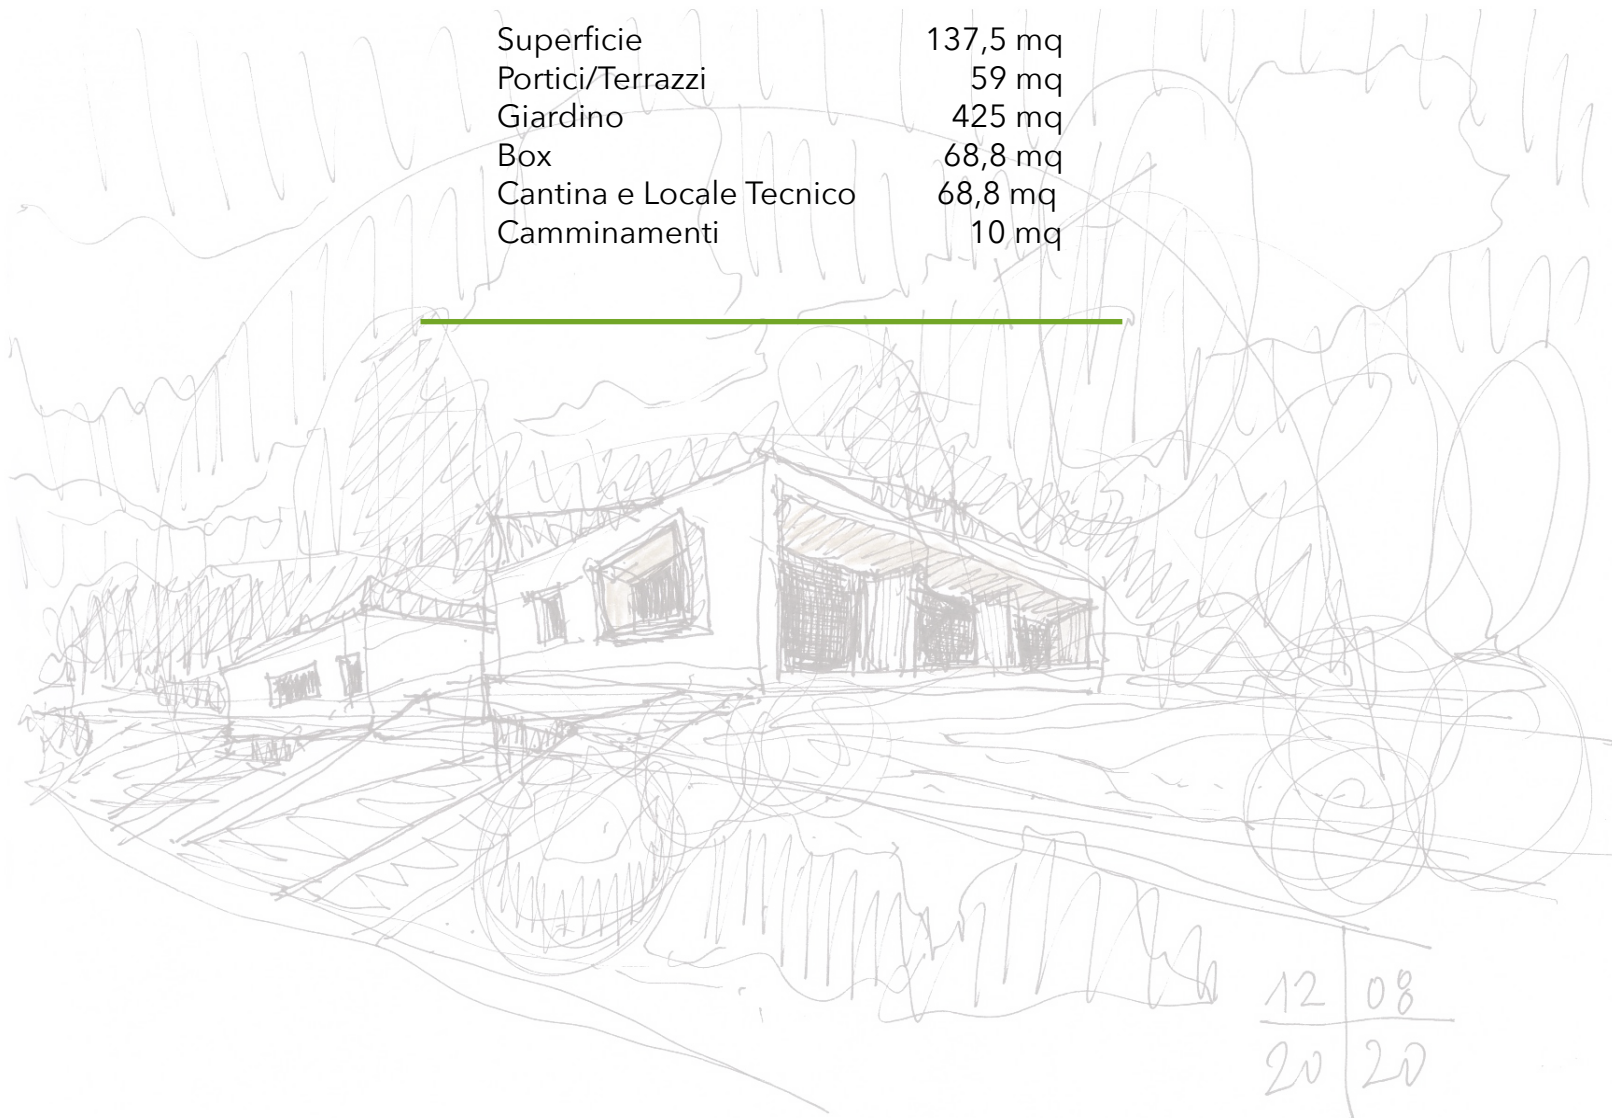 Superficie 137,5 mq
Portici/Terrazzi 59 mq
Giardino 425 mq
Box 68,8 mq
Cantina e Locale Tecnico 68,8 mq
Camminamenti 10 mq
12 08
20 20